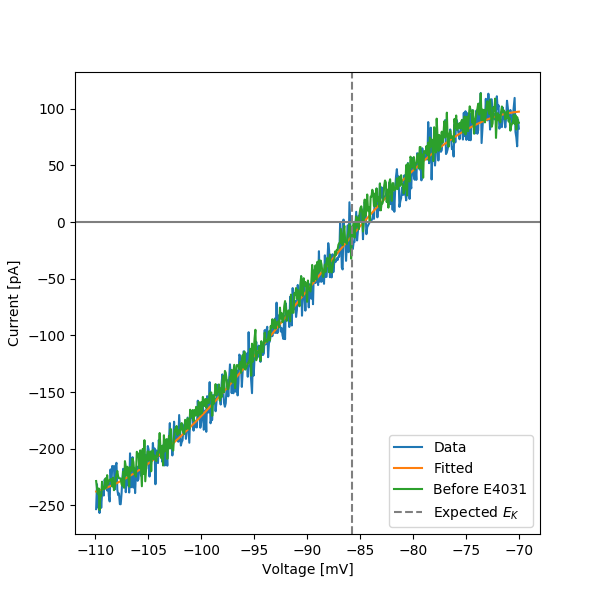 100
50
0
−50
−100
−150
−200
−250
Current [pA]
Data
Fitted
Before E4031
Expected E_K
−110 −105 −100 −95 −90 −85 −80 −75 −70
Voltage [mV]